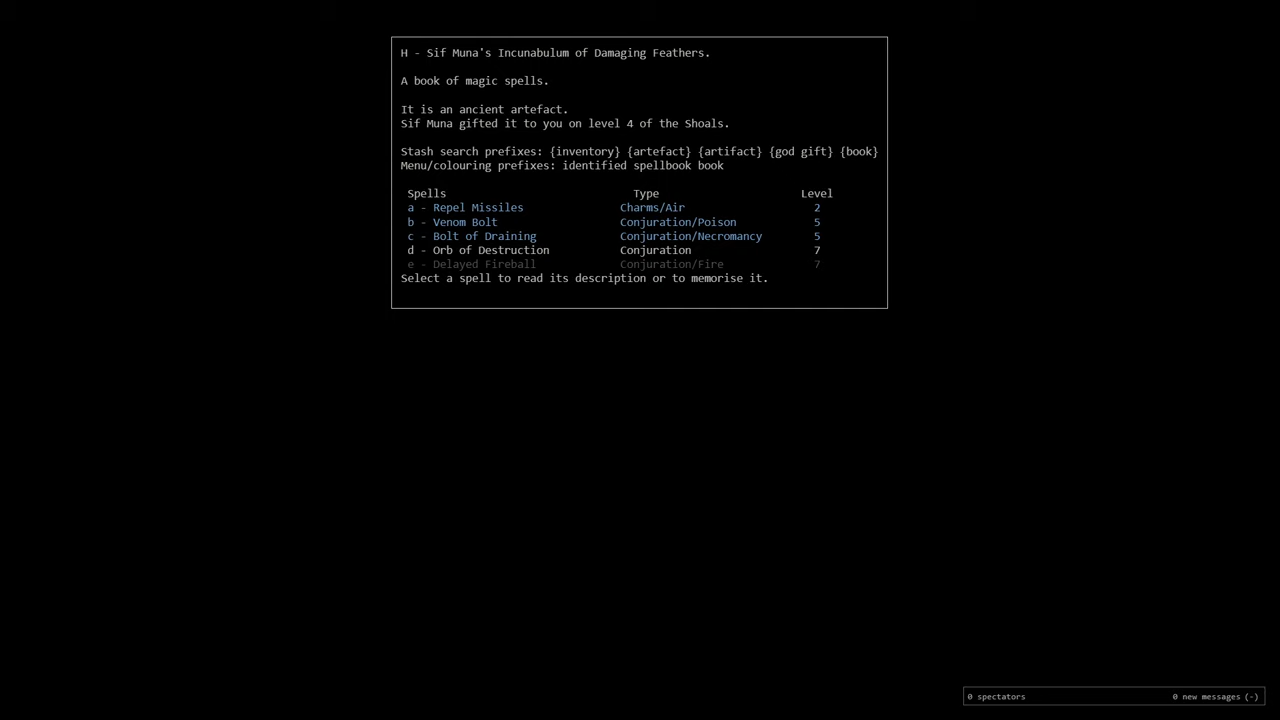 H - Sif Muna's Incunabulum of Damaging Feathers.
A book of magic spells.
It is an ancient artefact.
Sif Muna gifted it to you on level 4 of the Shoals.
Stash search prefixes: {inventory} {artefact} {artifact} {god gift} {book}
Menu/colouring prefixes: identified spellbook book
Spells Type Level
a - Repel Missiles Charms/Air 2
b - Venom Bolt Conjuration/Poison 5
c - Bolt of Draining Conjuration/Necromancy 5
d - Orb of Destruction Conjuration 7
e - Delayed Fireball Conjuration/Fire 7
Select a spell to read its description or to memorise it.
0 spectators 0 new messages (-)